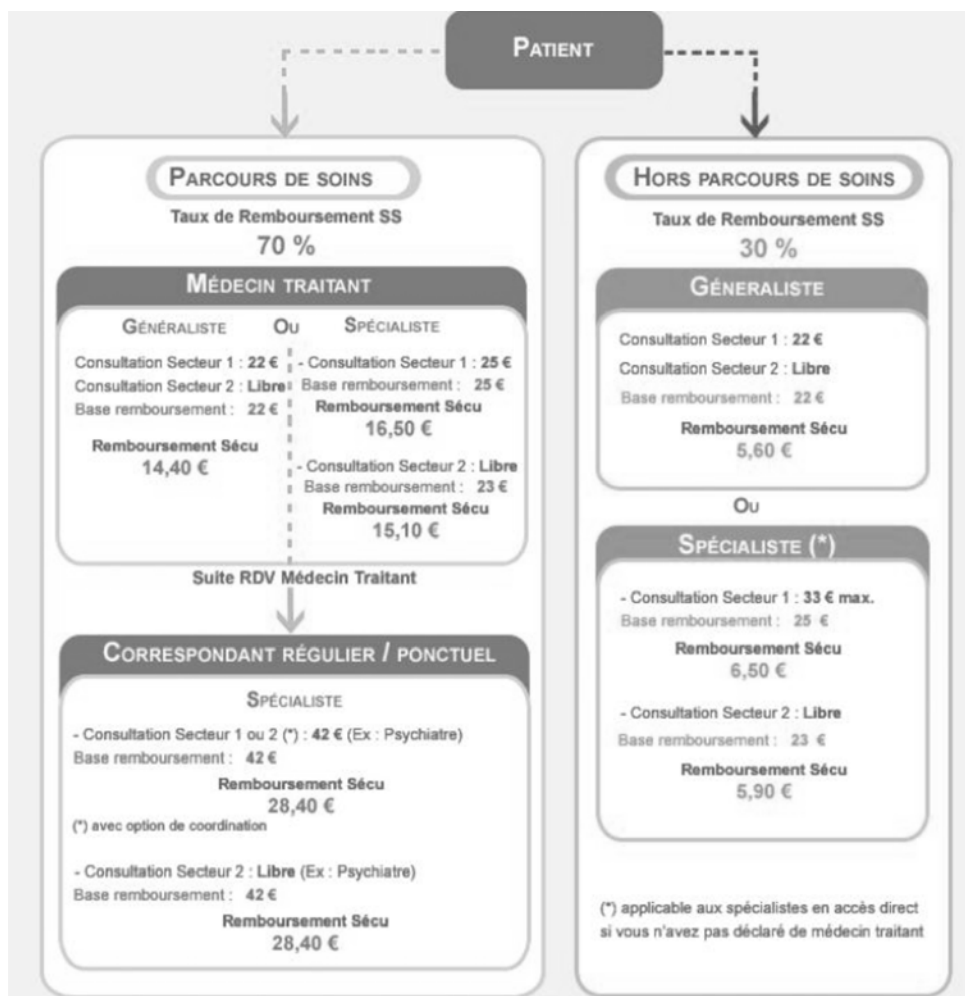 PATIENT
PARCOURS DE SOINS
Taux de Remboursement SS
70 %
MÉDECIN TRAITANT
GÉNÉRALISTE OU SPÉCIALISTE
Consultation Secteur 1 : 22 €
Consultation Secteur 2 : Libre
Base remboursement : 22 €
Remboursement Sécu
14,40 €
- Consultation Secteur 1 : 25 €
Base remboursement : 25 €
Remboursement Sécu
16,50 €
- Consultation Secteur 2 : Libre
Base remboursement : 23 €
Remboursement Sécu
15,10 €
Suite RDV Médecin Traitant
CORRESPONDANT RÉGULIER / PONCTUEL
SPÉCIALISTE
- Consultation Secteur 1 ou 2 (*) : 42 € (Ex : Psychiatre)
Base remboursement : 42 €
Remboursement Sécu
28,40 €
(*) avec option de coordination
- Consultation Secteur 2 : Libre (Ex : Psychiatre)
Base remboursement : 42 €
Remboursement Sécu
28,40 €
HORS PARCOURS DE SOINS
Taux de Remboursement SS
30 %
GÉNERALISTE
Consultation Secteur 1 : 22 €
Consultation Secteur 2 : Libre
Base remboursement : 22 €
Remboursement Sécu
5,60 €
OU
SPÉCIALISTE (*)
- Consultation Secteur 1 : 33 € max.
Base remboursement : 25 €
Remboursement Sécu
6,50 €
- Consultation Secteur 2 : Libre
Base remboursement : 23 €
Remboursement Sécu
5,90 €
(*) applicable aux spécialistes en accès direct
si vous n'avez pas déclaré de médecin traitant